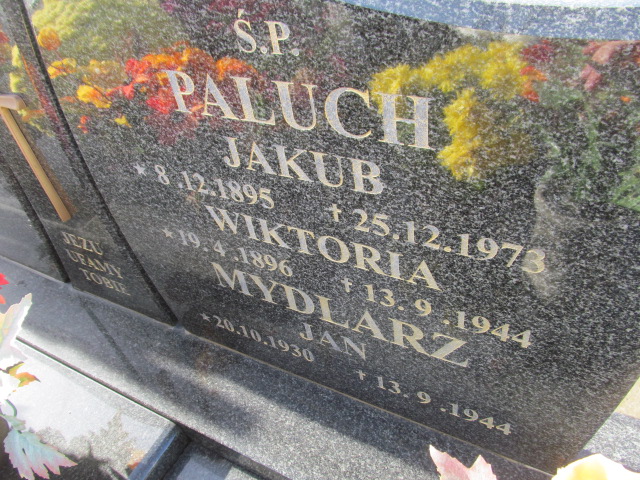 Ś.P.
PALUCH
JAKUB
* 8.12.1895 † 25.12.1973
WIKTORIA
* 19.4.1896 † 13.9.1944
MYDLARZ
JAN
* 20.10.1930 † 13.9.1944
JEZU
UFAMY
TOBIE